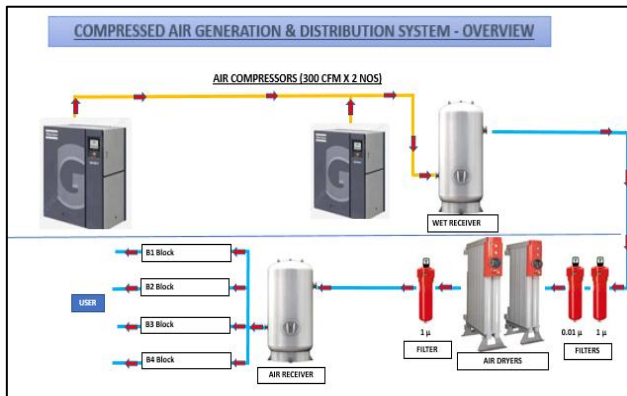 COMPRESSED AIR GENERATION & DISTRIBUTION SYSTEM - OVERVIEW
AIR COMPRESSORS (300 CFM X 2 NOS)
G
G
WET RECEIVER
B1 Block
B2 Block
USER
B3 Block
B4 Block
AIR RECEIVER
1 µ
FILTER
AIR DRYERS
0.01 µ
1 µ
FILTERS